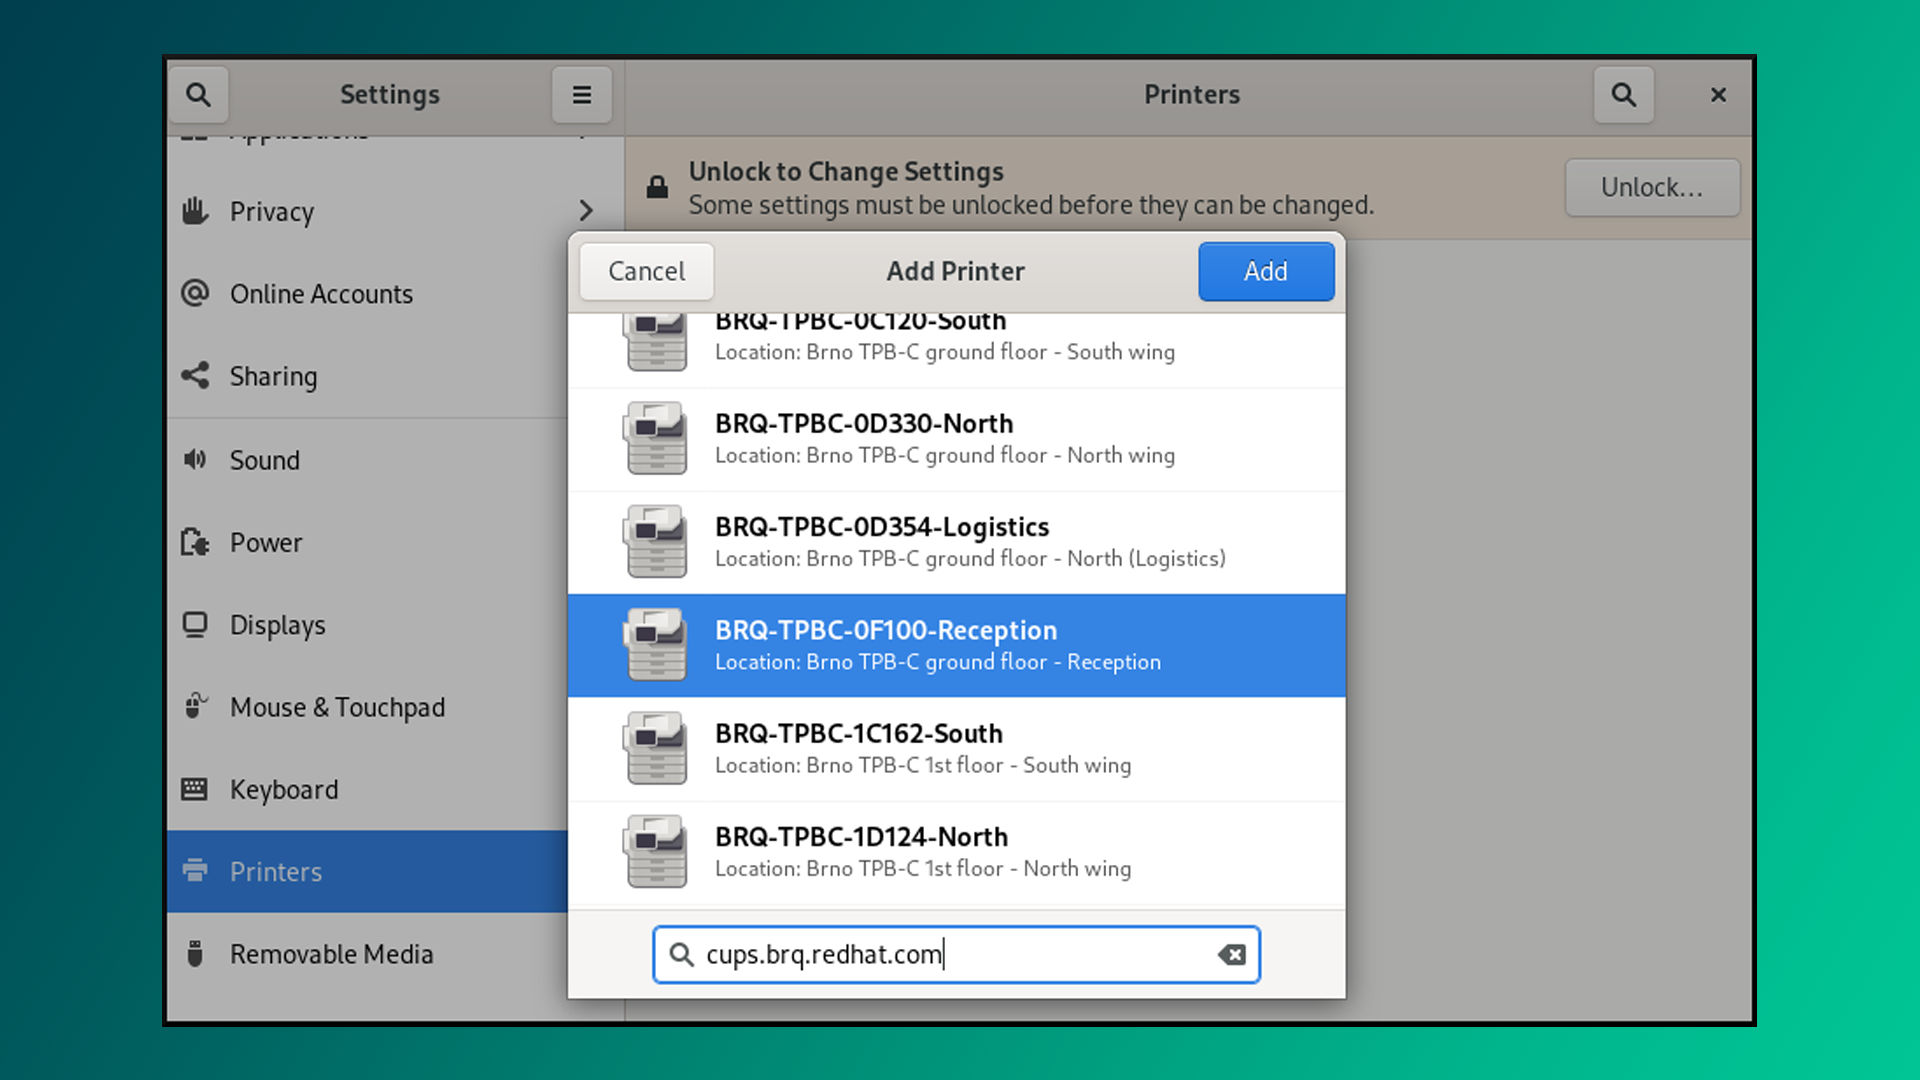 Settings
Printers
Applications
Privacy
Online Accounts
Sharing
Sound
Power
Displays
Mouse & Touchpad
Keyboard
Printers
Removable Media
Unlock to Change Settings
Some settings must be unlocked before they can be changed.
Unlock...
Cancel
Add Printer
Add
BRQ-TPBC-0C120-South
Location: Brno TPB-C ground floor - South wing
BRQ-TPBC-0D330-North
Location: Brno TPB-C ground floor - North wing
BRQ-TPBC-0D354-Logistics
Location: Brno TPB-C ground floor - North (Logistics)
BRQ-TPBC-0F100-Reception
Location: Brno TPB-C ground floor - Reception
BRQ-TPBC-1C162-South
Location: Brno TPB-C 1st floor - South wing
BRQ-TPBC-1D124-North
Location: Brno TPB-C 1st floor - North wing
cups.brq.redhat.com